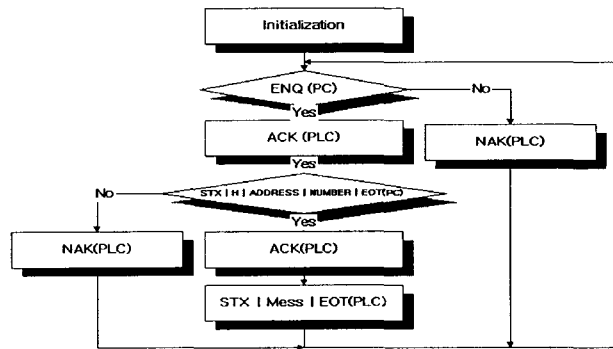 Initialization
ENQ (PC)
No
Yes
ACK (PLC)
NAK(PLC)
Yes
STX | H | ADDRESS | NUMBER | EOT(PC)
No
Yes
NAK(PLC)
ACK(PLC)
STX | Mess | EOT(PLC)